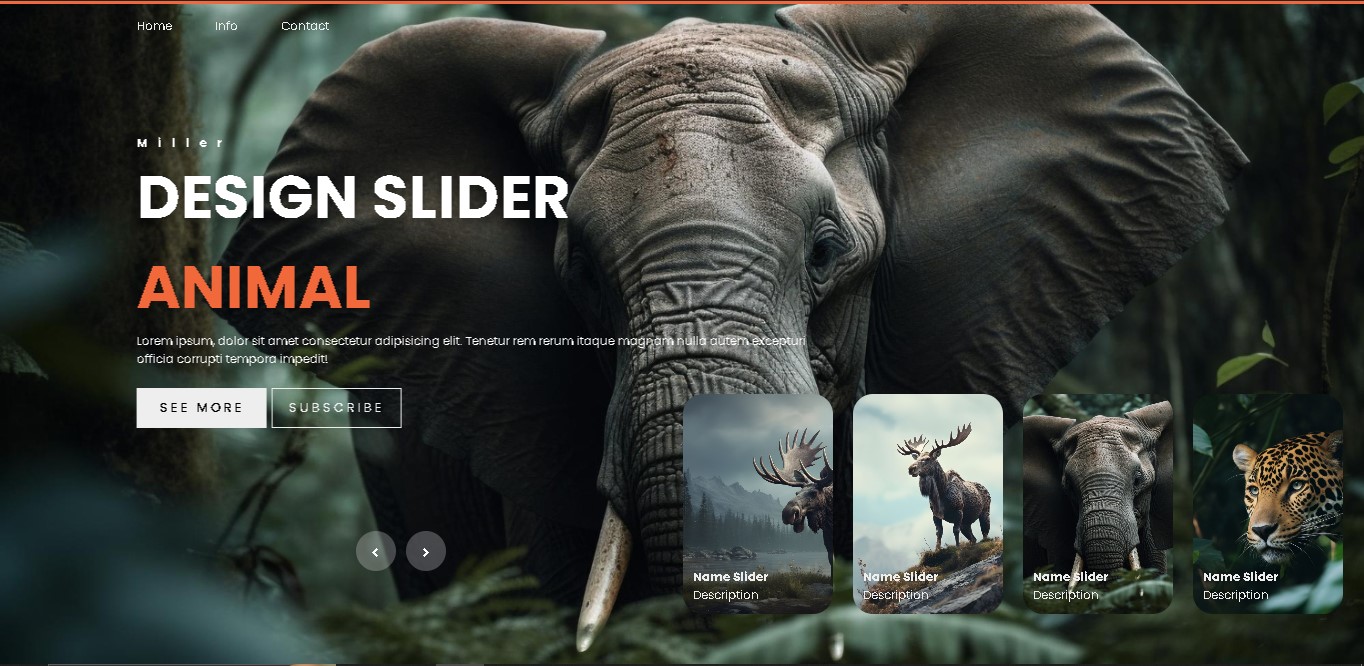 Home Info Contact
Miller
DESIGN SLIDER
ANIMAL
Lorem ipsum, dolor sit amet consectetur adipisicing elit. Tenetur rem rerum itaque magnam nulla autem excepturi
officia corrupti tempora impedit!
SEE MORE SUBSCRIBE
Name Slider Name Slider Name Slider Name Slider
Description Description Description Description